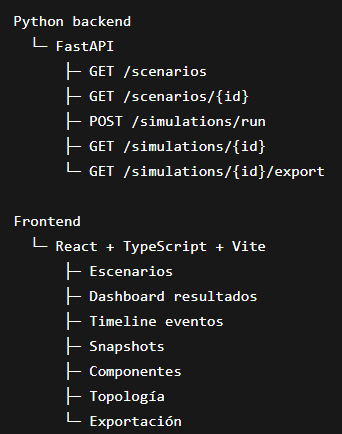 Python backend
└─ FastAPI
├─ GET /scenarios
├─ GET /scenarios/{id}
├─ POST /simulations/run
├─ GET /simulations/{id}
└─ GET /simulations/{id}/export
Frontend
└─ React + TypeScript + Vite
├─ Escenarios
├─ Dashboard resultados
├─ Timeline eventos
├─ Snapshots
├─ Componentes
├─ Topología
└─ Exportación